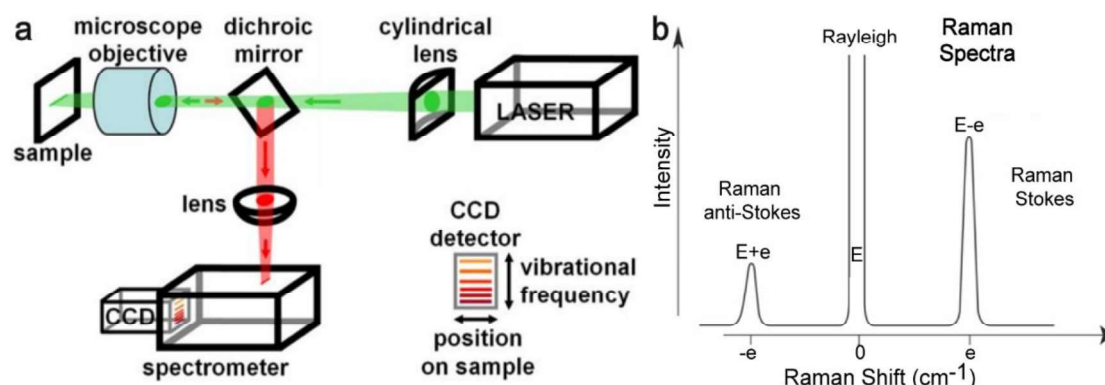 a
microscope
objective
dichroic
mirror
cylindrical
lens
LASER
sample
lens
CCD
detector
vibrational
frequency
position
on sample
CCD
spectrometer
b
Rayleigh
Raman
Spectra
Intensity
E-e
Raman
Stokes
Raman
anti-Stokes
E+e
E
-e
0
e
Raman Shift (cm-1)